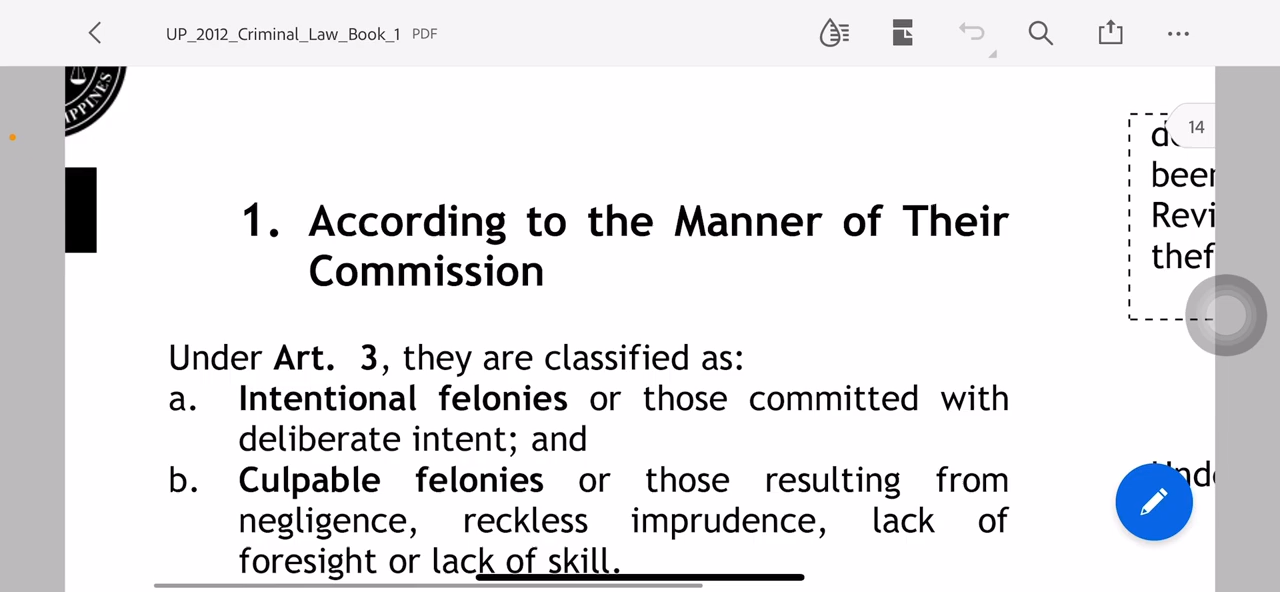 UP_2012_Criminal_Law_Book_1 PDF
IPPINES
14
1. According to the Manner of Their
Commission
Under Art. 3, they are classified as:
a. Intentional felonies or those committed with
deliberate intent; and
b. Culpable felonies or those resulting from
negligence, reckless imprudence, lack of
foresight or lack of skill.
been
Revi
thef